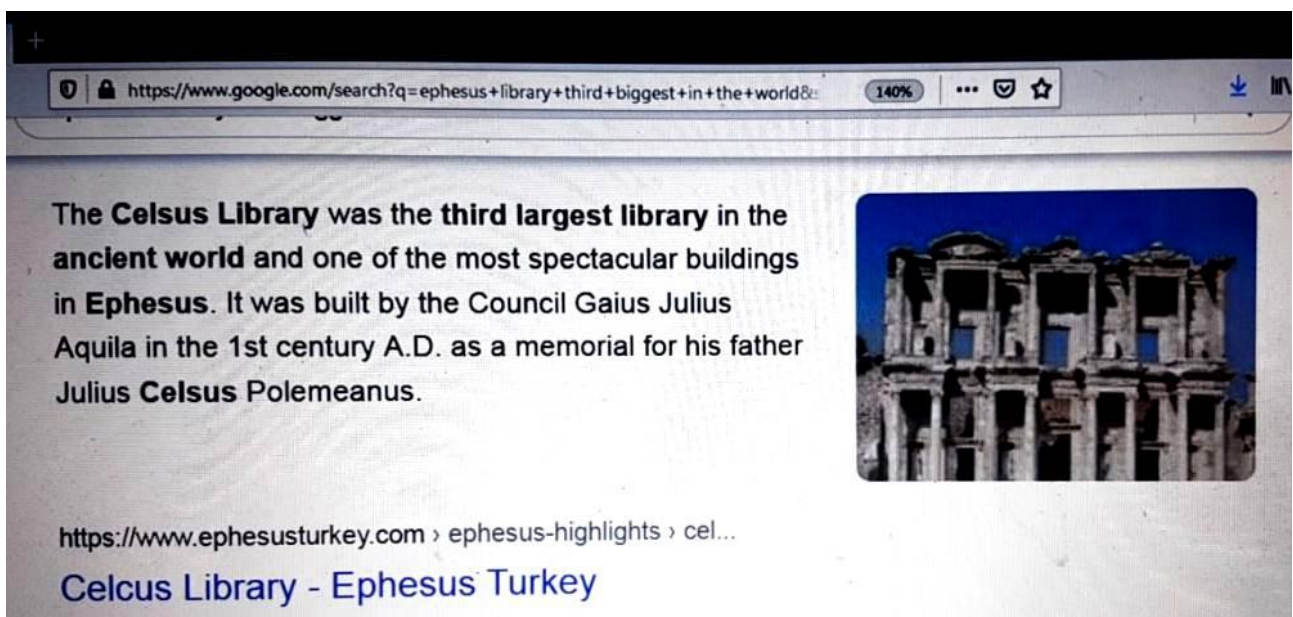 https://www.google.com/search?q=ephesus+library+third+biggest+in+the+world&
140%
The Celsus Library was the third largest library in the
ancient world and one of the most spectacular buildings
in Ephesus. It was built by the Council Gaius Julius
Aquila in the 1st century A.D. as a memorial for his father
Julius Celsus Polemeanus.
https://www.ephesusturkey.com › ephesus-highlights › cel...
Celcus Library - Ephesus Turkey